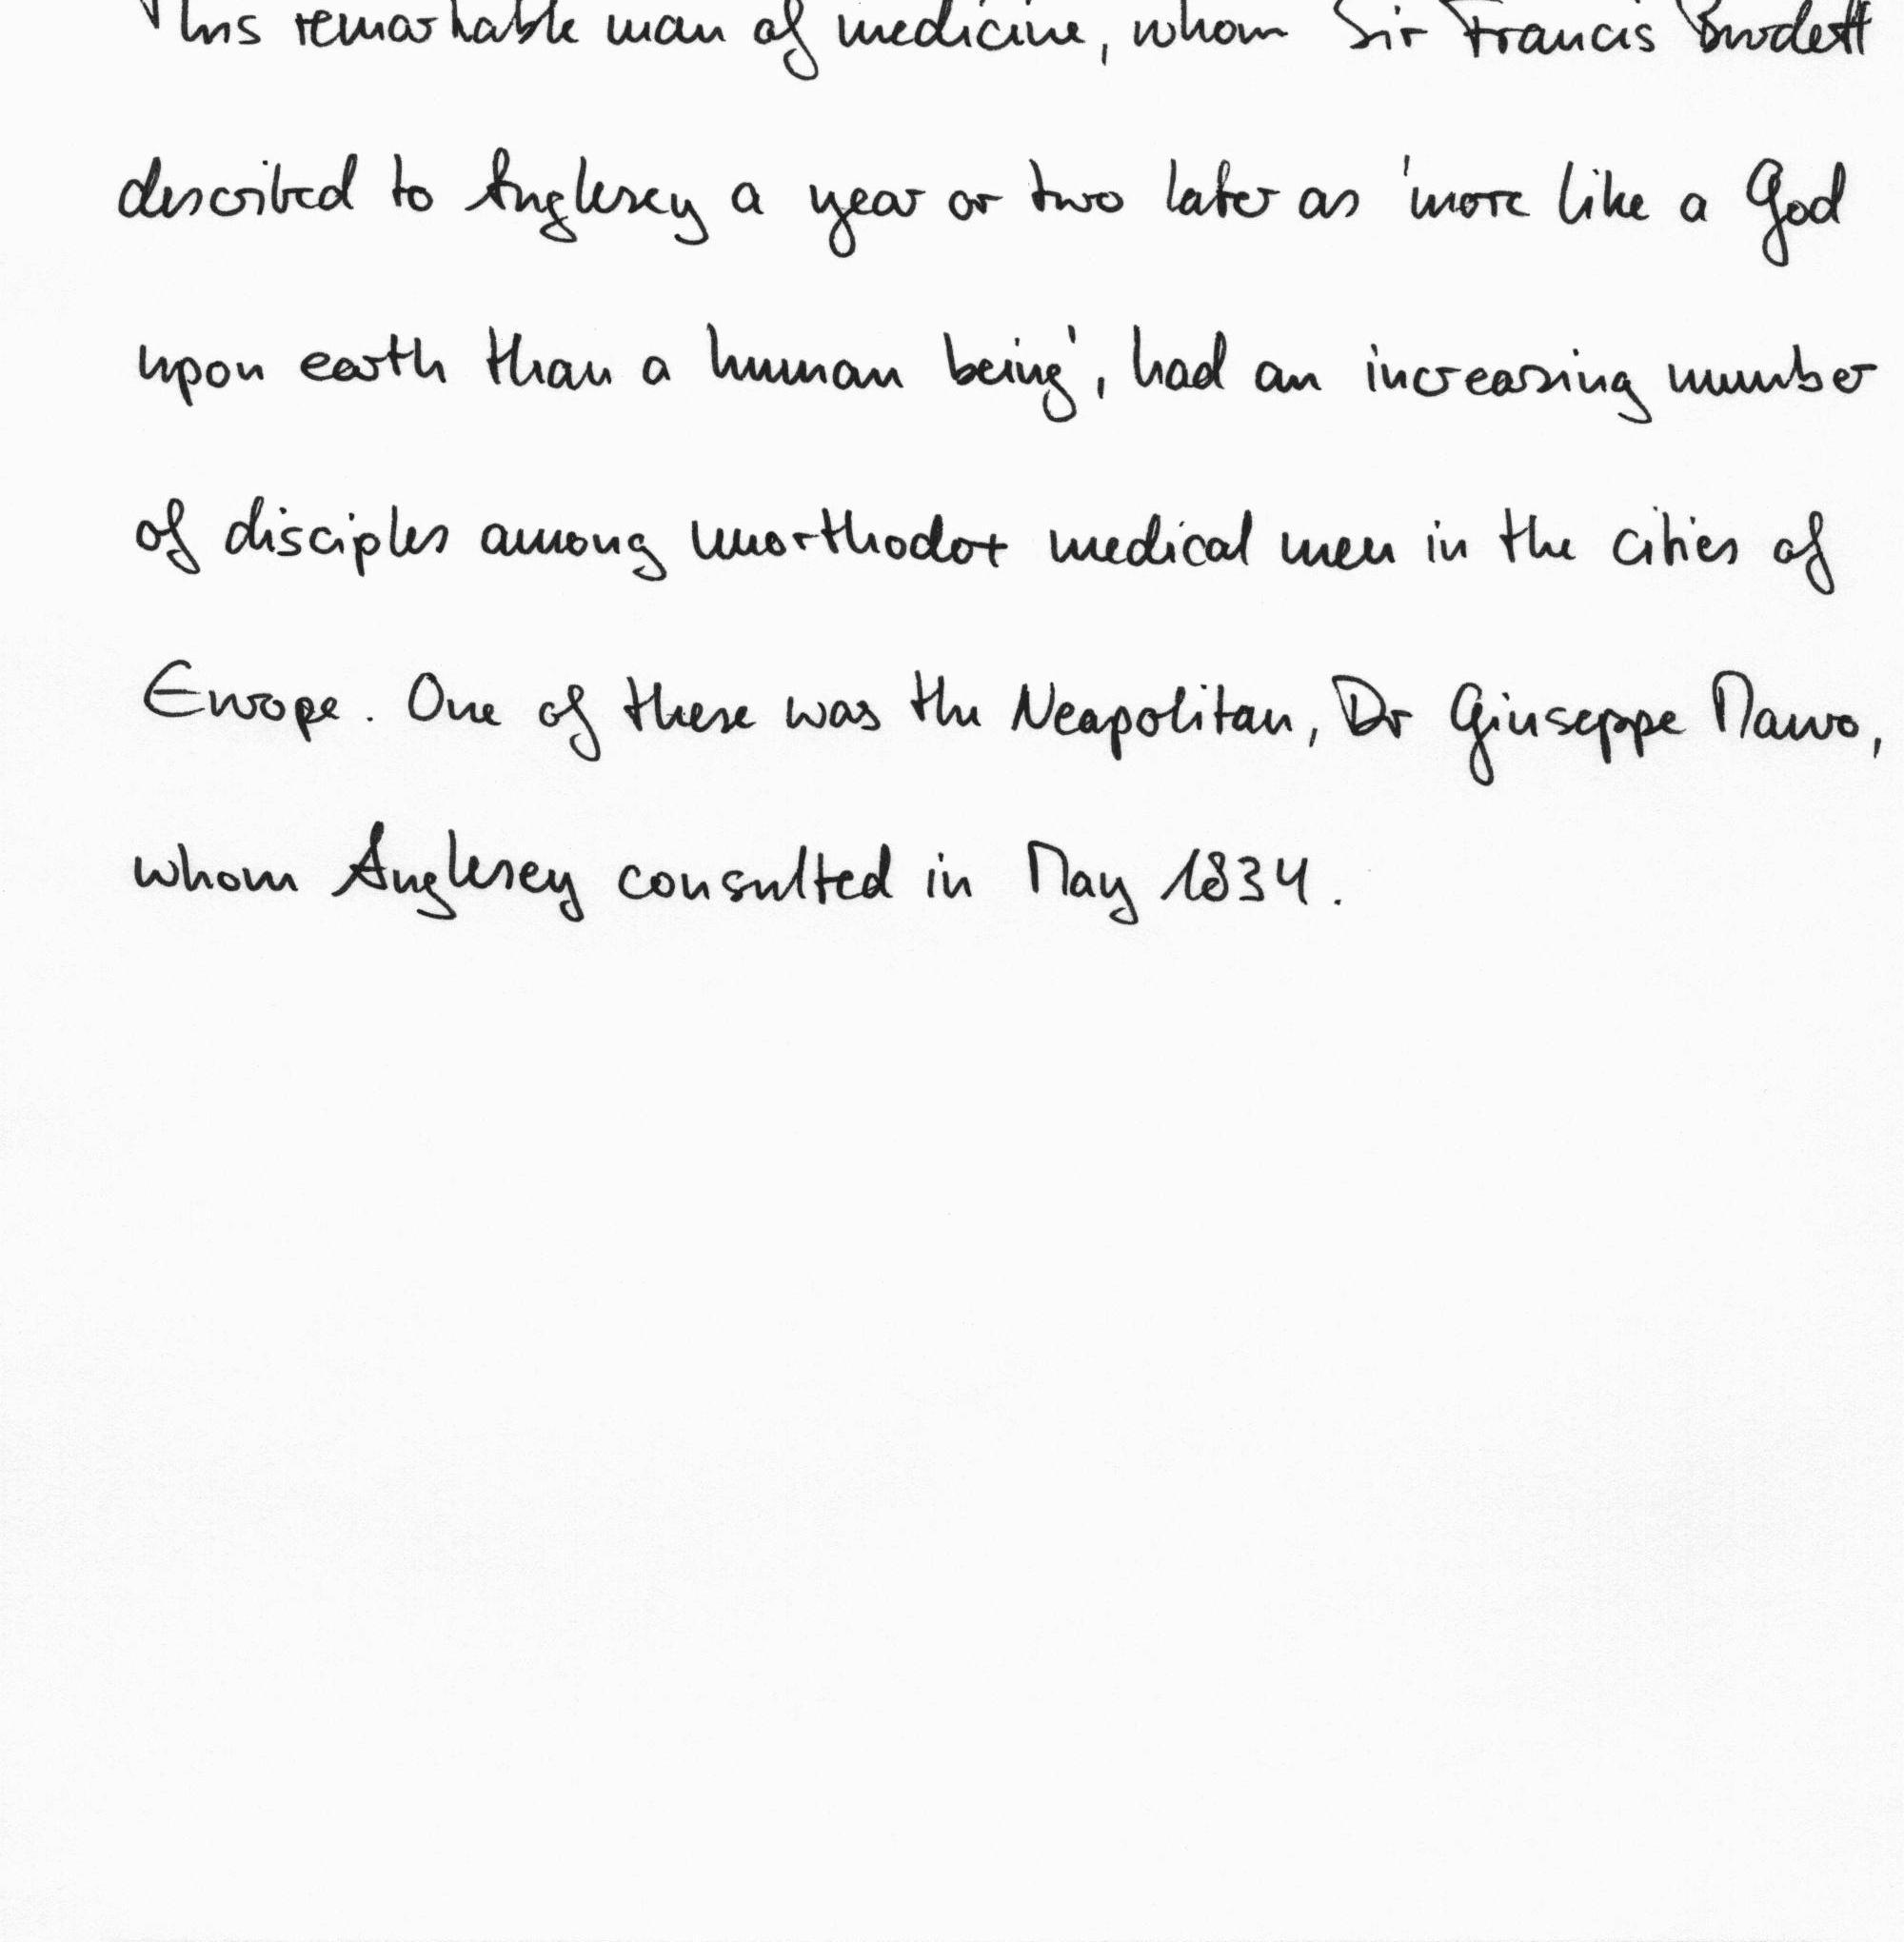 This remarkable man of medicine, whom Sir Francis Burdett
described to Anglesey a year or two later as 'more like a God
upon earth than a human being', had an increasing number
of disciples among unorthodox medical men in the cities of
Europe. One of these was the Neapolitan, Dr Giuseppe Mauro,
whom Anglesey consulted in May 1834.